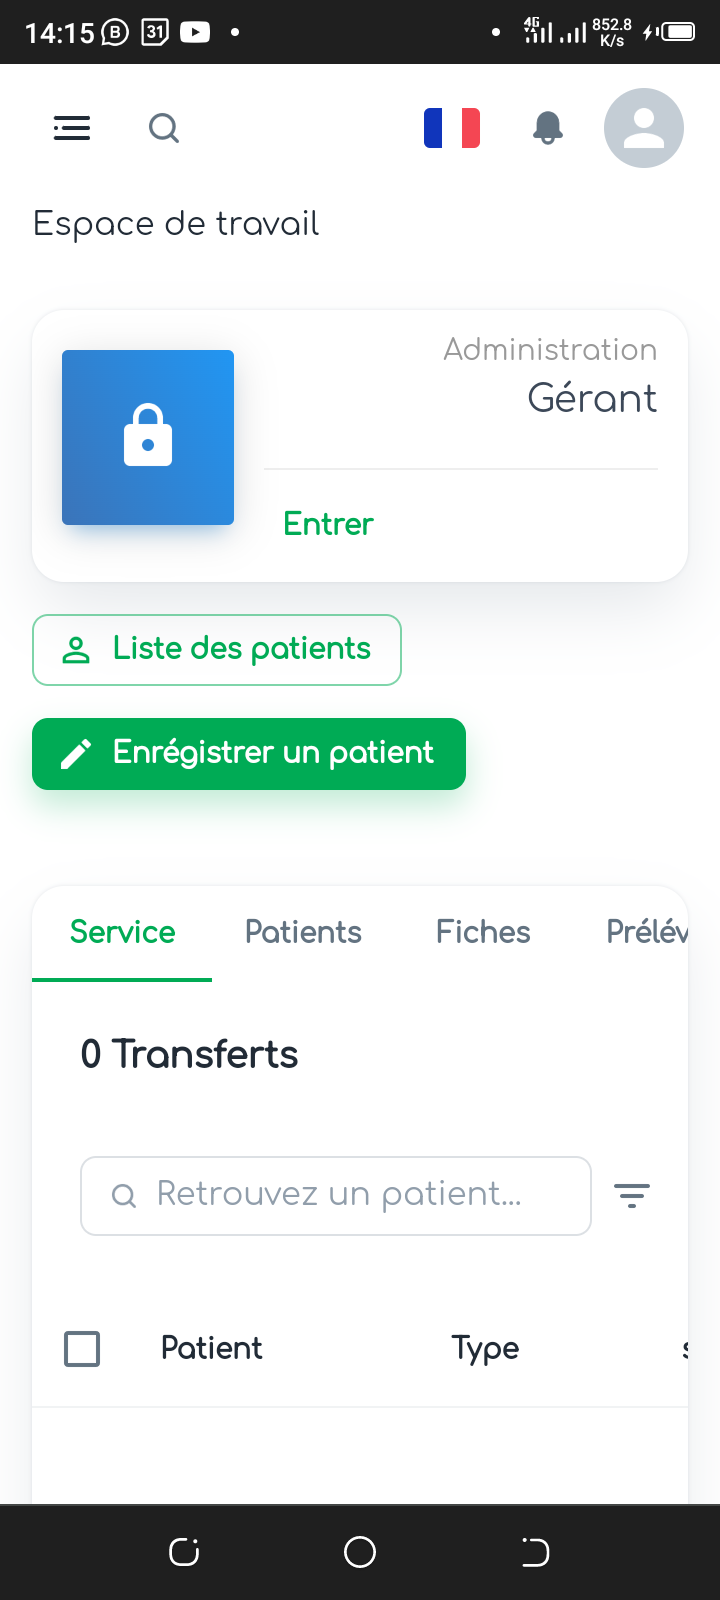 14:15 B 31 4G 852.8 K/s
Espace de travail
Administration
Gérant
Entrer
Liste des patients
Enrégistrer un patient
Service Patients Fiches Prélév
0 Transferts
Retrouvez un patient...
Patient Type